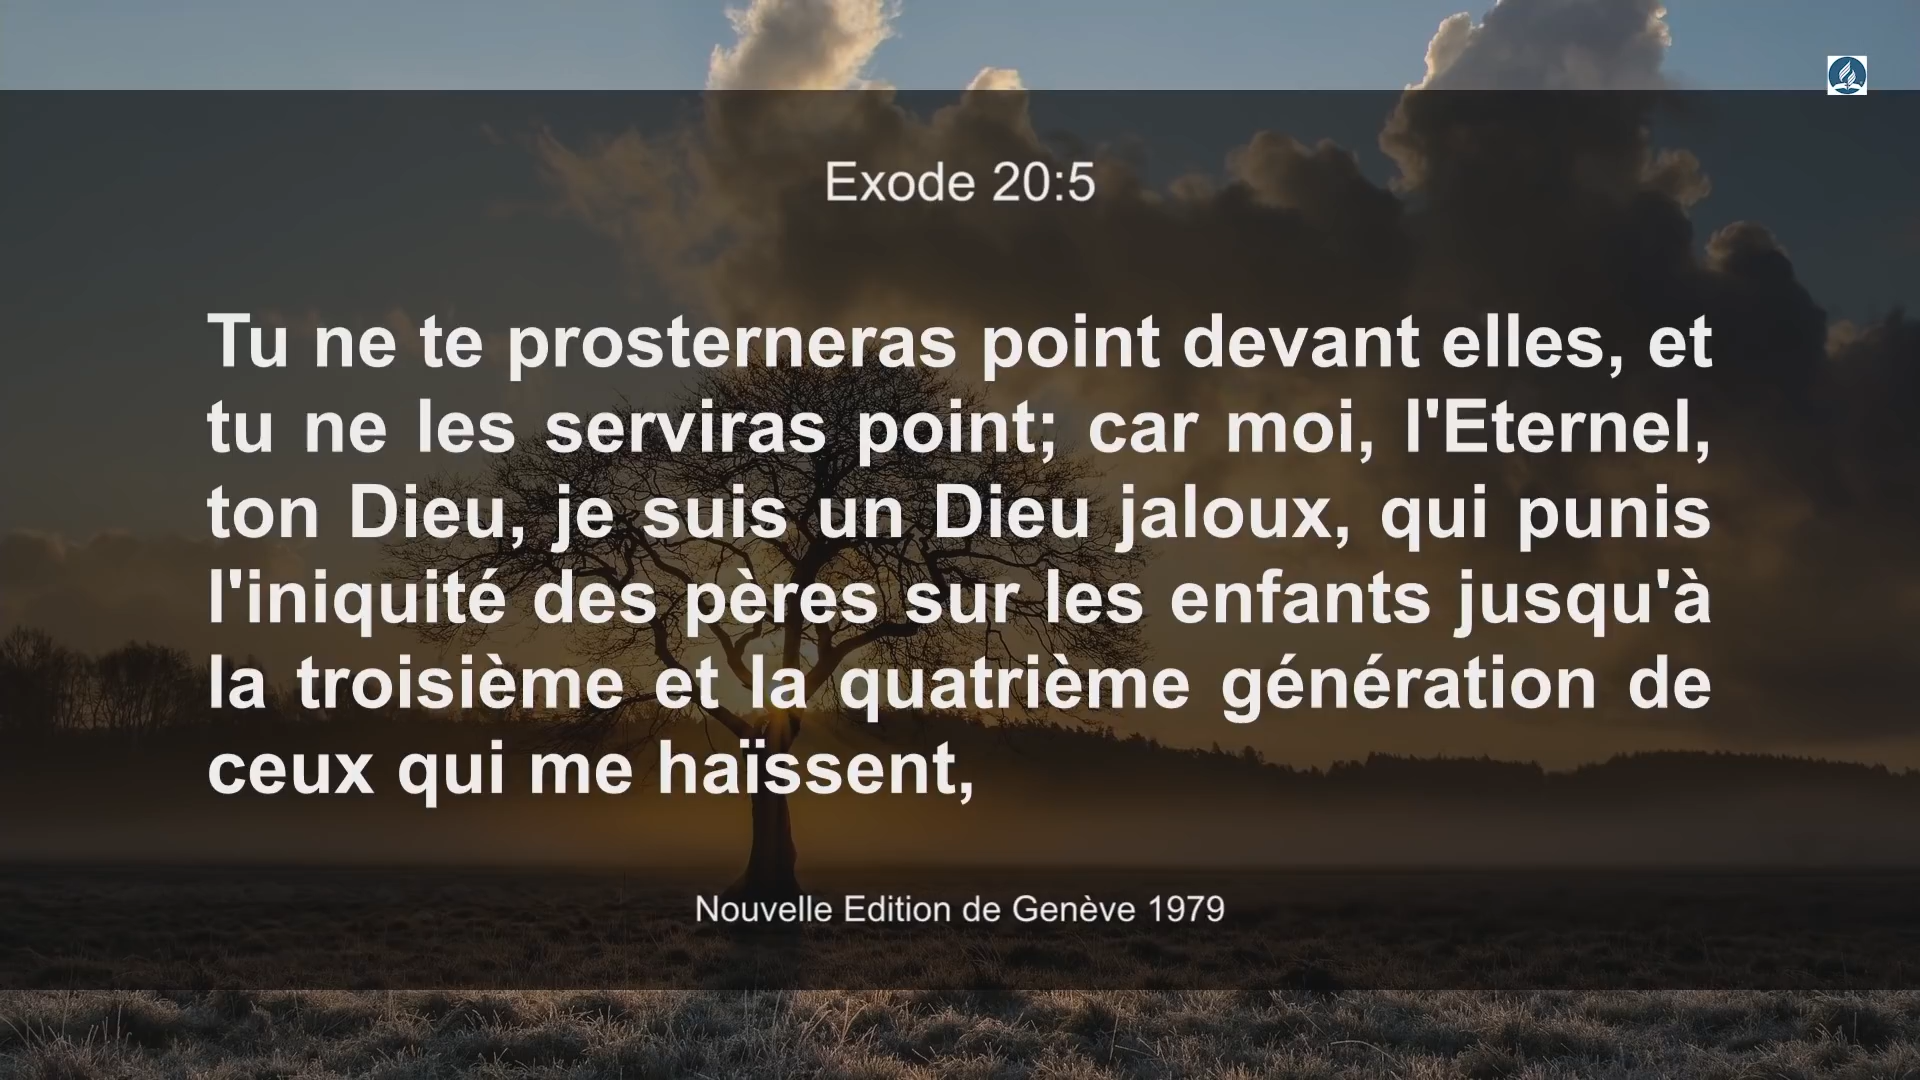 Exode 20:5
Tu ne te prosterneras point devant elles, et
tu ne les serviras point; car moi, l'Eternel,
ton Dieu, je suis un Dieu jaloux, qui punis
l'iniquité des pères sur les enfants jusqu'à
la troisième et la quatrième génération de
ceux qui me haïssent,
Nouvelle Edition de Genève 1979